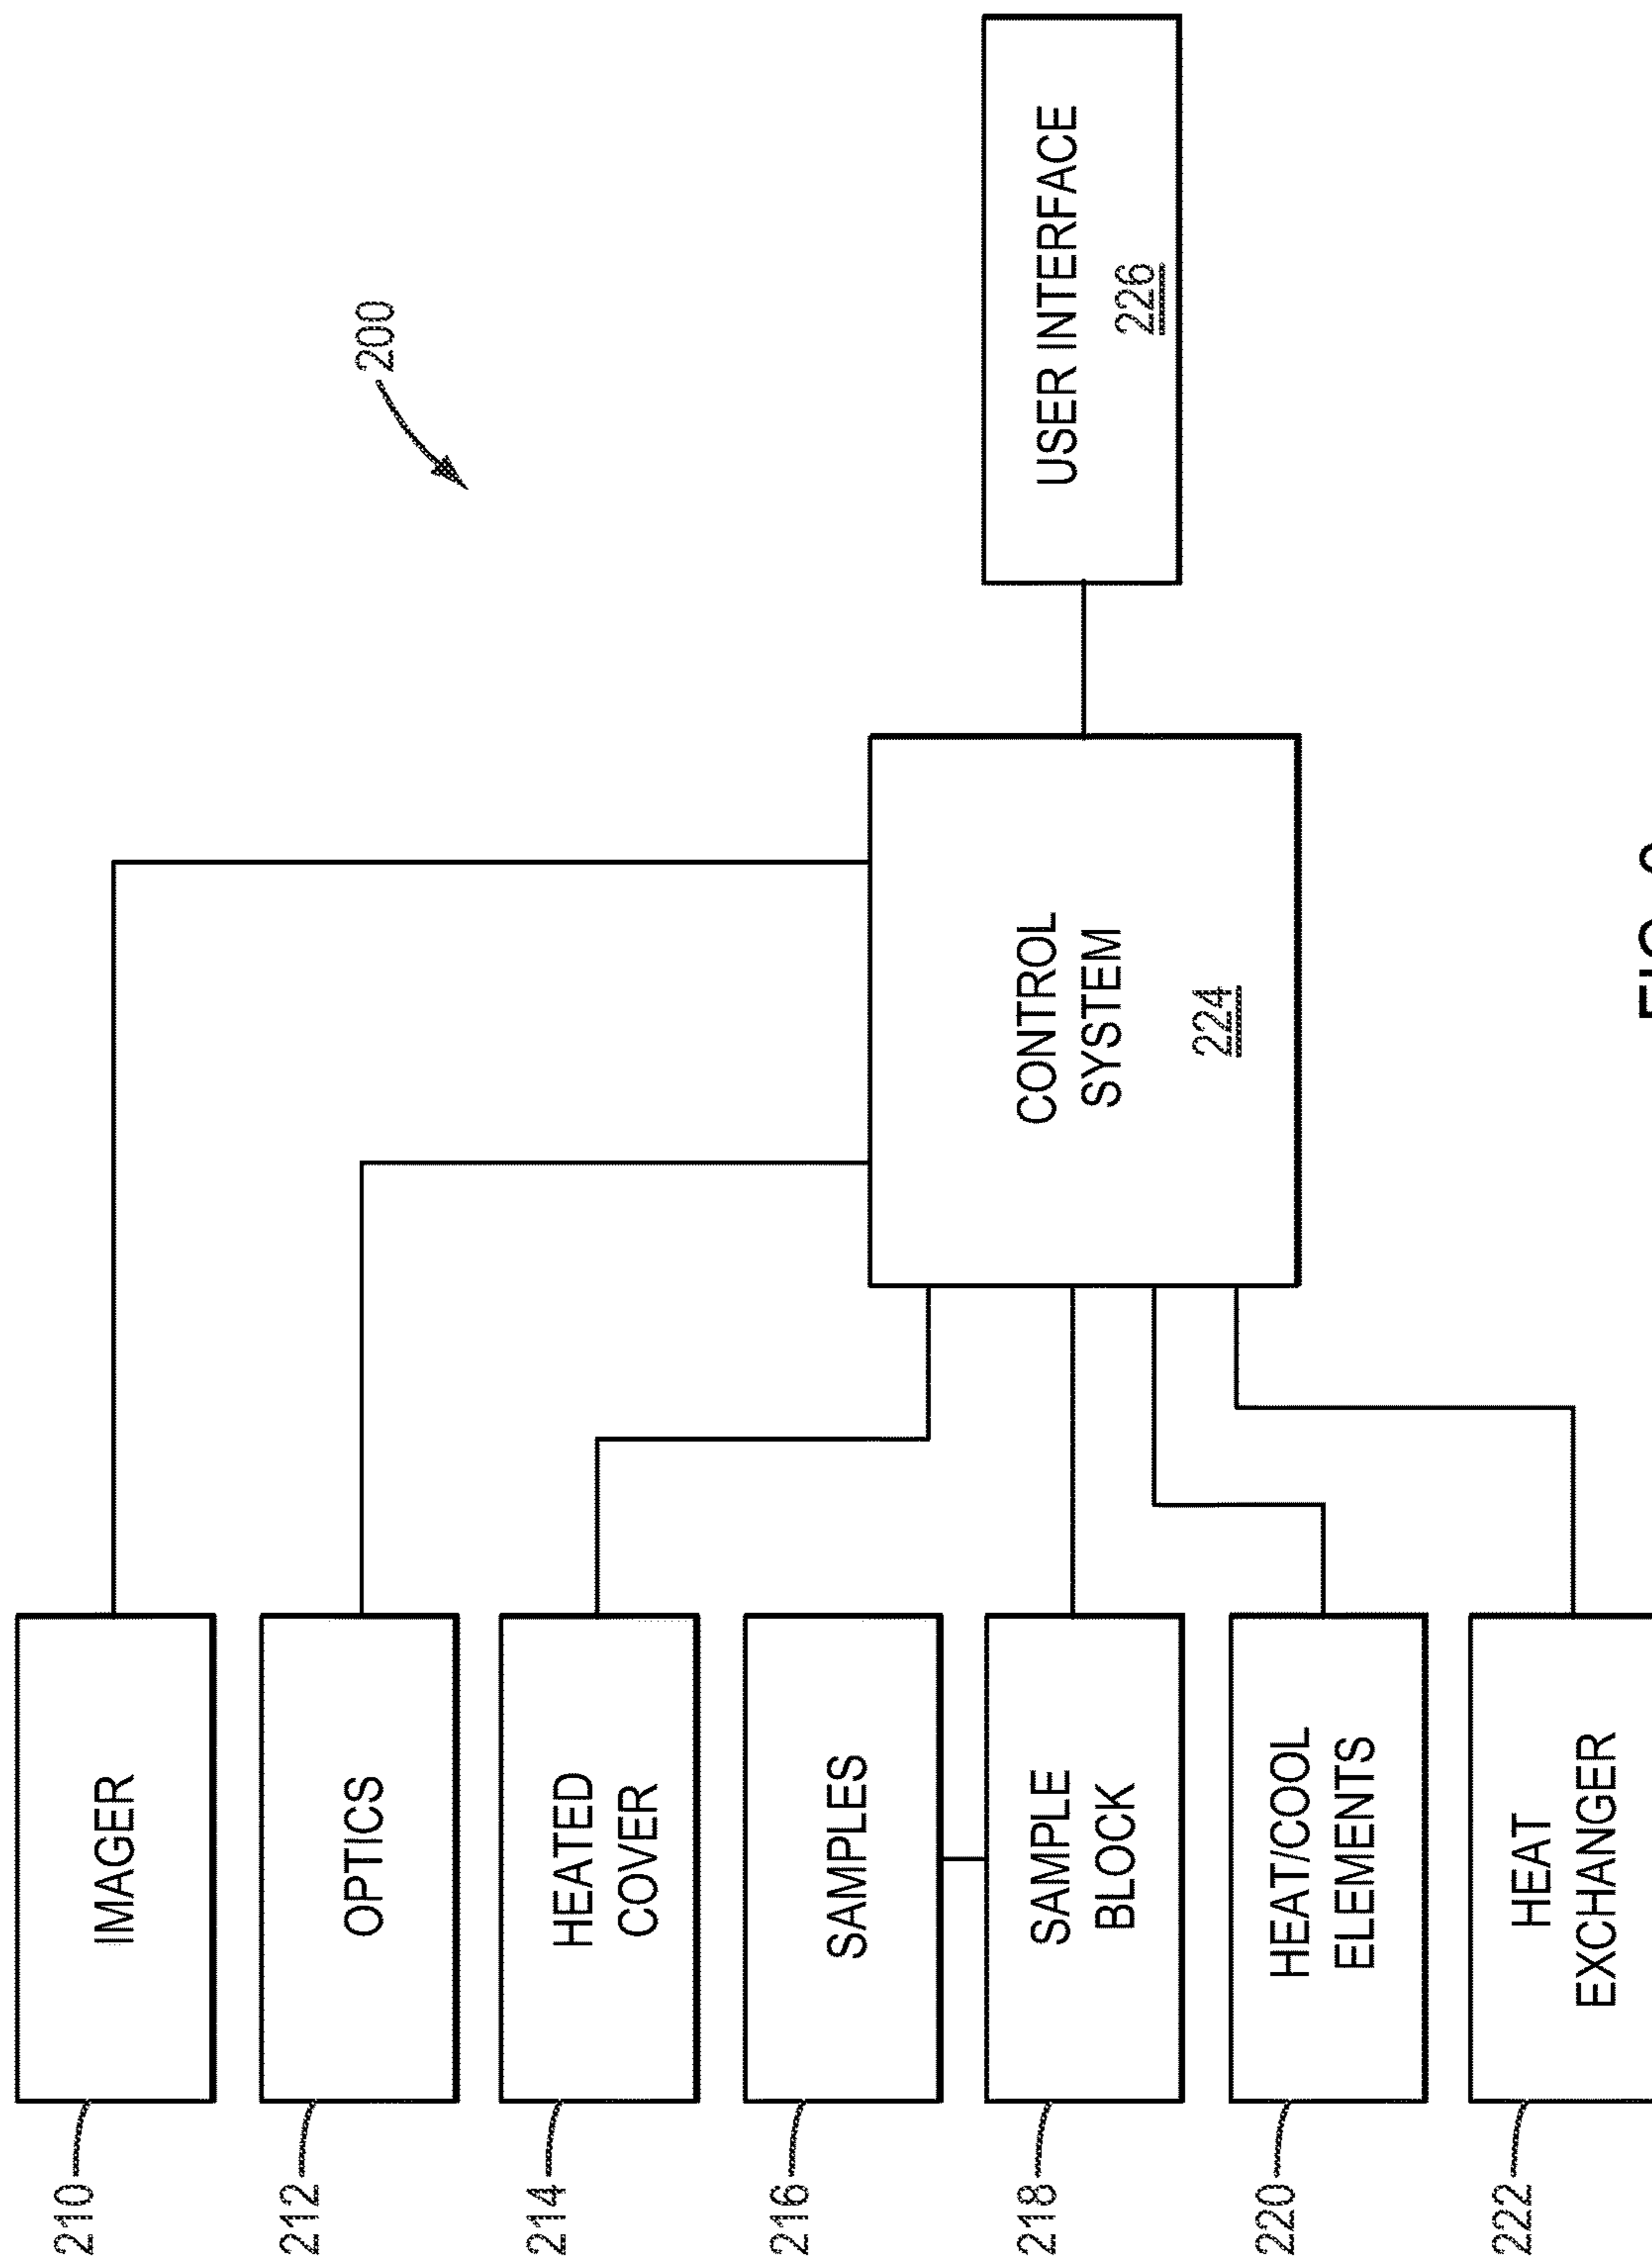 210
IMAGER
212
OPTICS
200
214
HEATED
COVER
216
SAMPLES
218
SAMPLE
BLOCK
220
HEAT/COOL
ELEMENTS
222
HEAT
EXCHANGER
CONTROL
SYSTEM
224
USER INTERFACE
226
FIG.